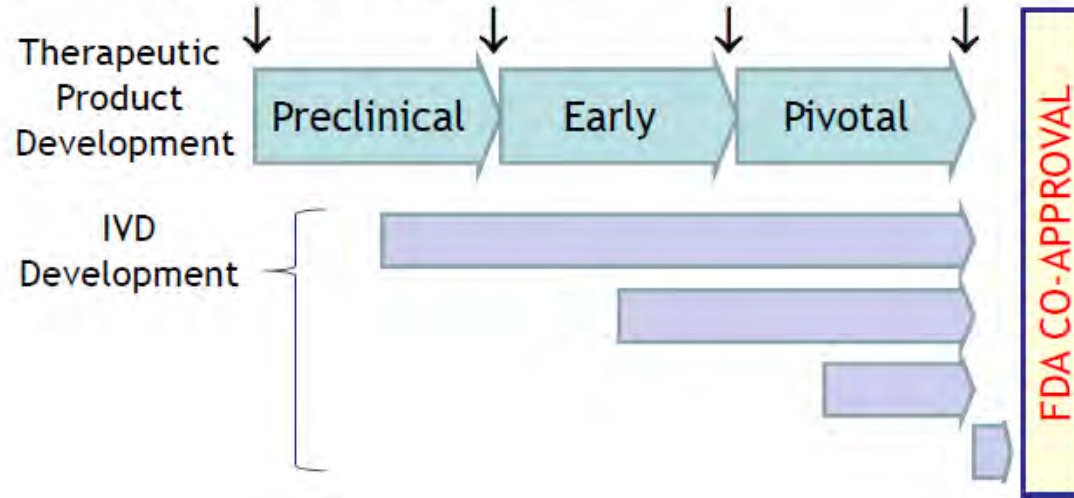 Therapeutic
Product
Development
Preclinical
Early
Pivotal
IVD
Development
FDA CO-APPROVAL